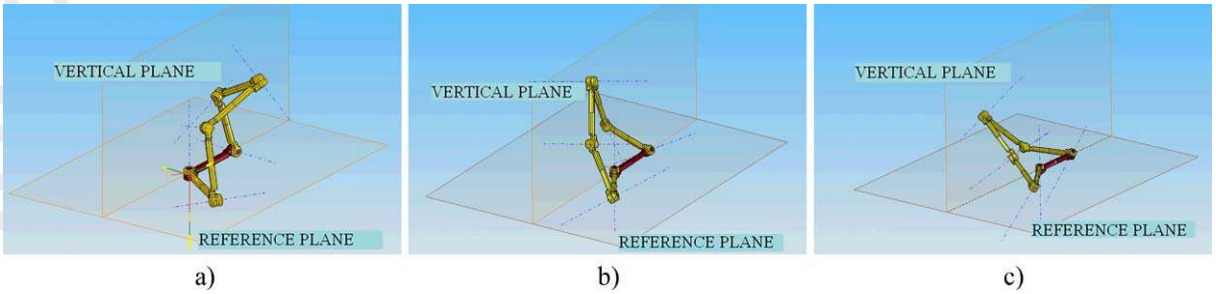 VERTICAL PLANE
REFERENCE PLANE
VERTICAL PLANE
REFERENCE PLANE
VERTICAL PLANE
REFERENCE PLANE
a)
b)
c)